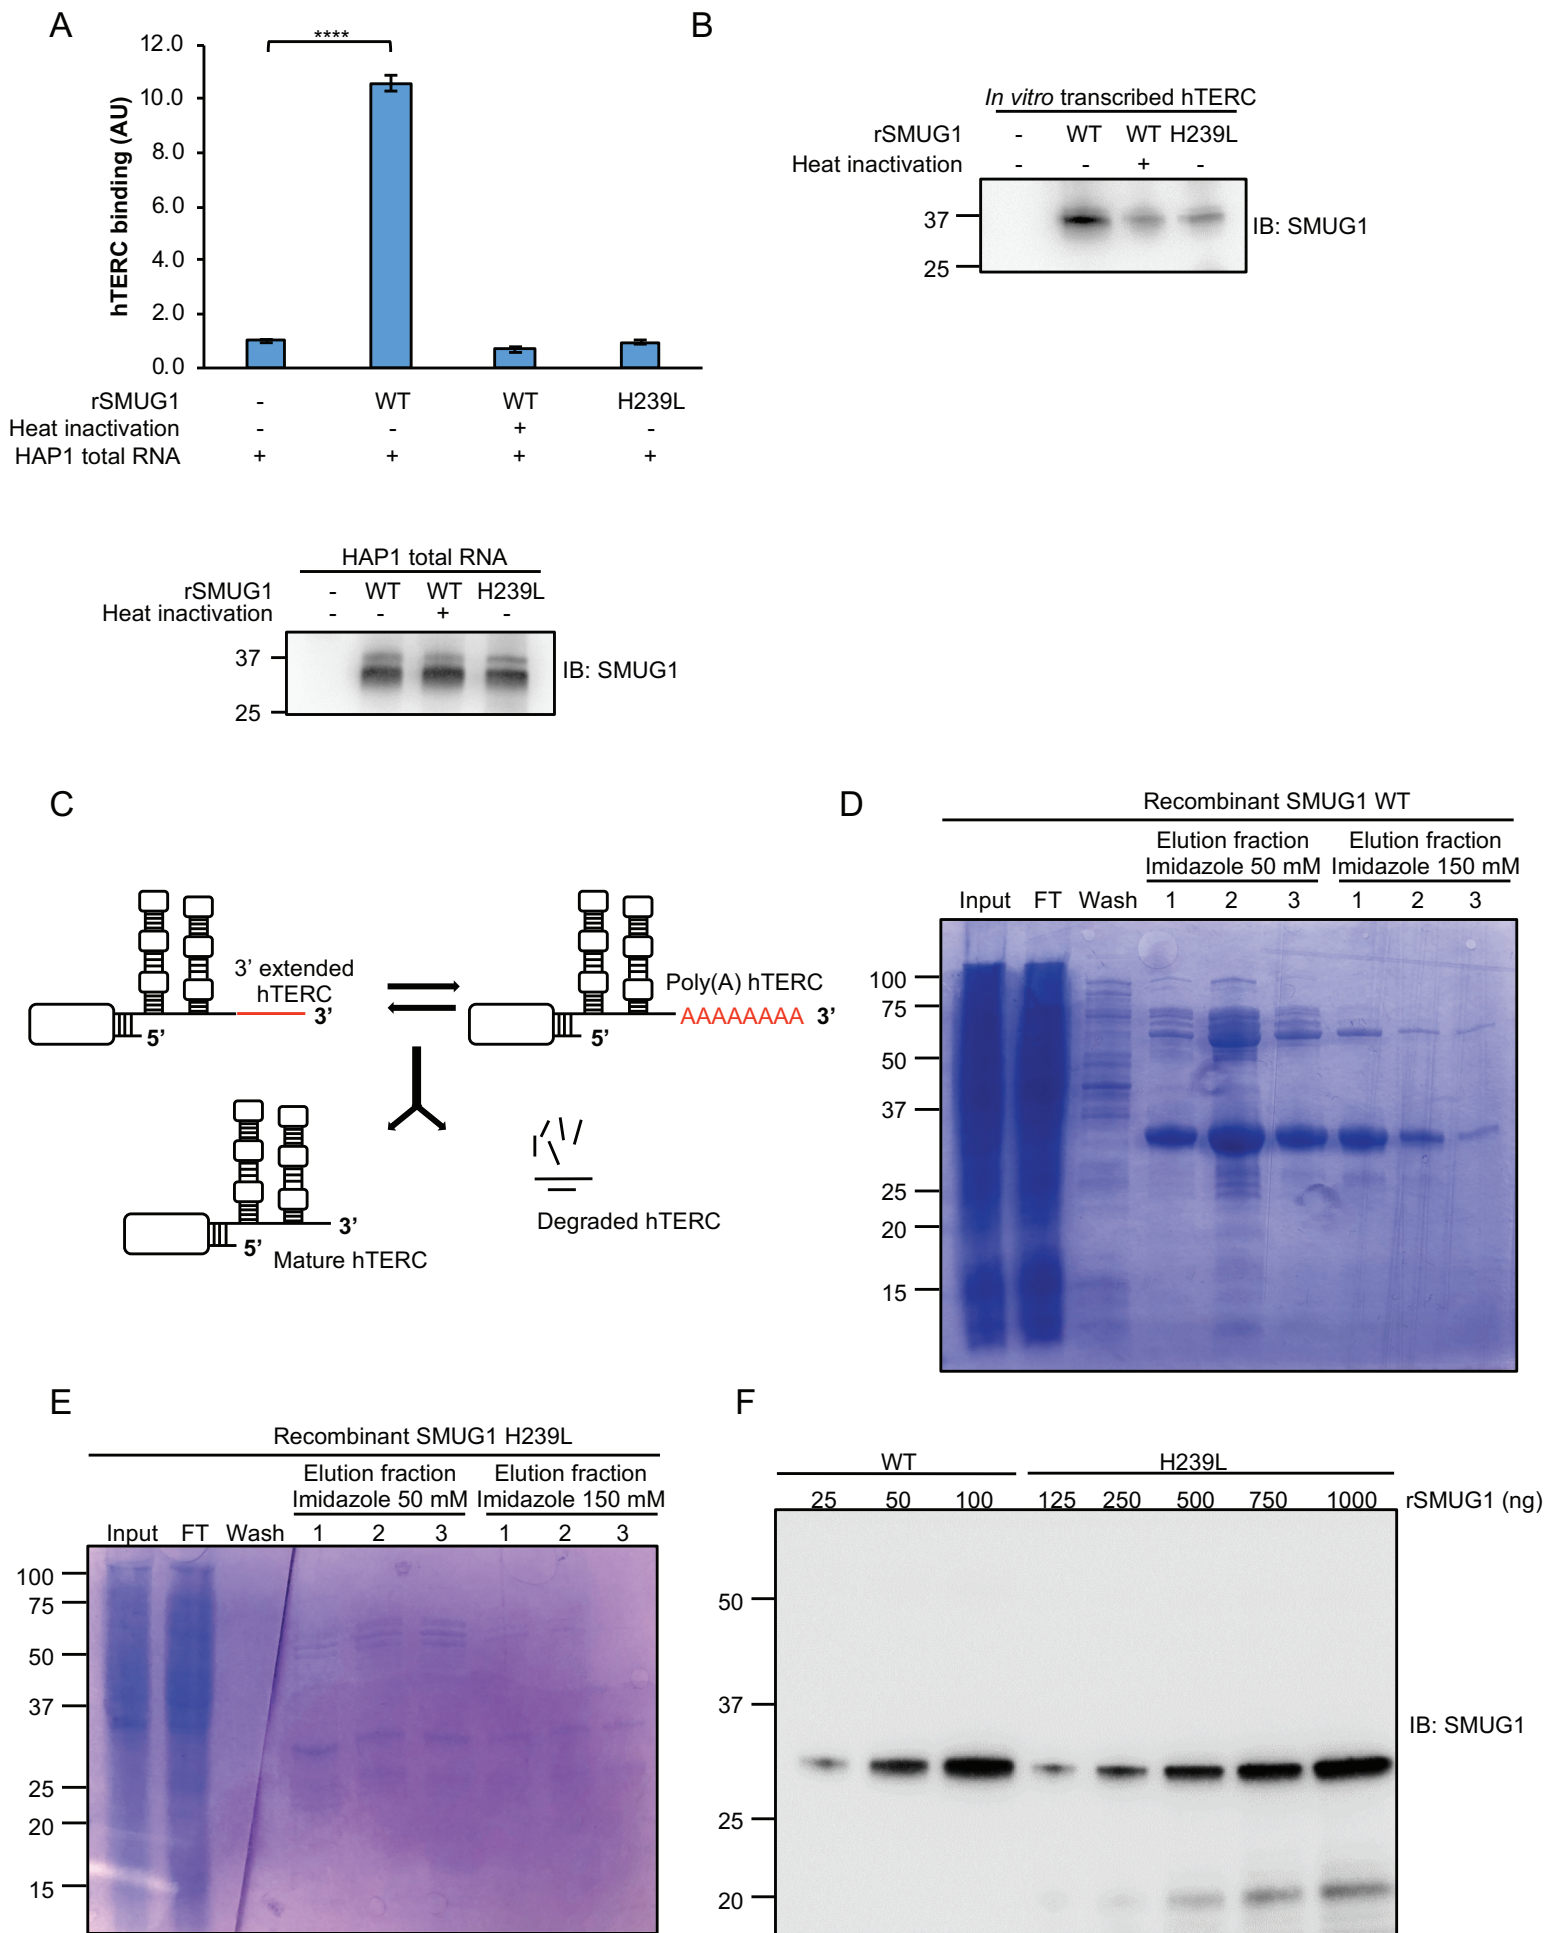 A
12.0
10.0
8.0
6.0
4.0
2.0
0.0
hTERC binding (AU)
****
rSMUG1 - WT WT H239L
Heat inactivation - - + -
HAP1 total RNA + + + +
HAP1 total RNA
rSMUG1 - WT WT H239L
Heat inactivation - - + -
37
25
IB: SMUG1
B
In vitro transcribed hTERC
rSMUG1 - WT WT H239L
Heat inactivation - - + -
37
25
IB: SMUG1
C
3’ extended
hTERC
3’
5’
Poly(A) hTERC
AAAAAAAA 3’
5’
3’
5’
Mature hTERC
Degraded hTERC
D
Recombinant SMUG1 WT
Elution fraction Elution fraction
Imidazole 50 mM Imidazole 150 mM
Input FT Wash 1 2 3 1 2 3
100
75
50
37
25
20
15
E
Recombinant SMUG1 H239L
Elution fraction Elution fraction
Imidazole 50 mM Imidazole 150 mM
Input FT Wash 1 2 3 1 2 3
100
75
50
37
25
20
15
F
WT H239L
25 50 100 125 250 500 750 1000 rSMUG1 (ng)
50
37
25
20
IB: SMUG1